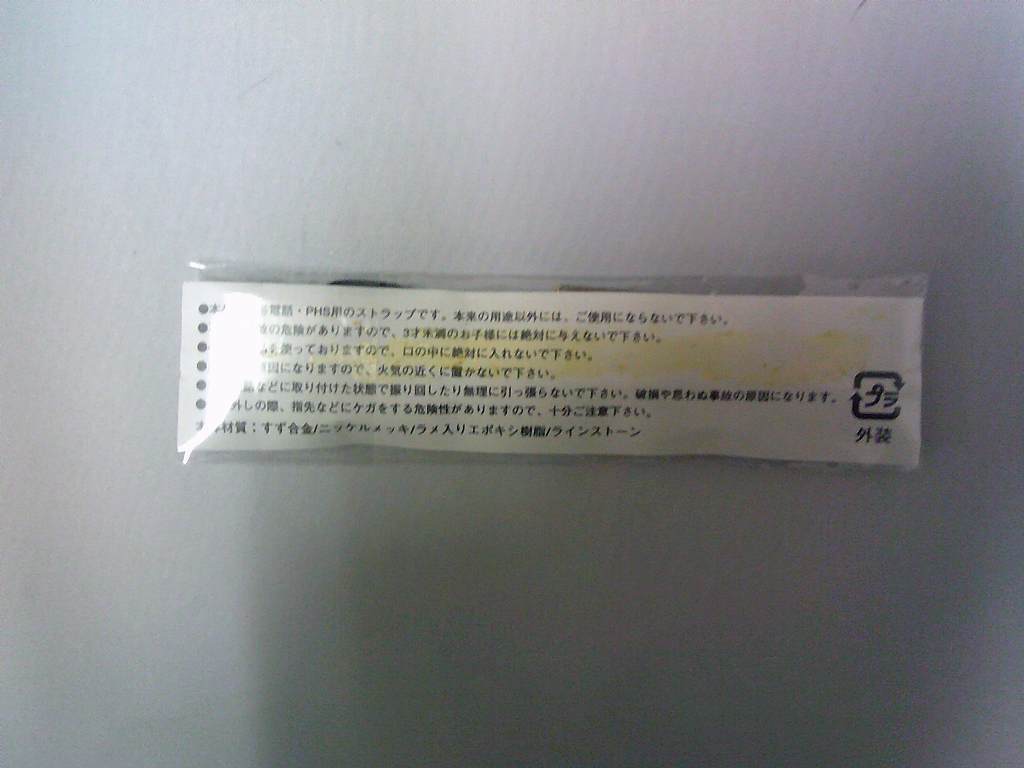 ●本 電話・PHS用のストラップです。本来の用途以外には、ご使用にならないで下さい。
● の危険がありますので、3才未満のお子様には絶対に与えないで下さい。
● を使っておりますので、口の中に絶対に入れないで下さい。
● 原因になりますので、火気の近くに置かないで下さい。
● などに取り付けた状態で振り回したり無理に引っ張らないで下さい。破損や思わぬ事故の原因になります。
● 外しの際、指先などにケガをする危険性がありますので、十分ご注意下さい。
材質：すず合金/ニッケルメッキ/ラメ入りエポキシ樹脂/ラインストーン
プラ
外装